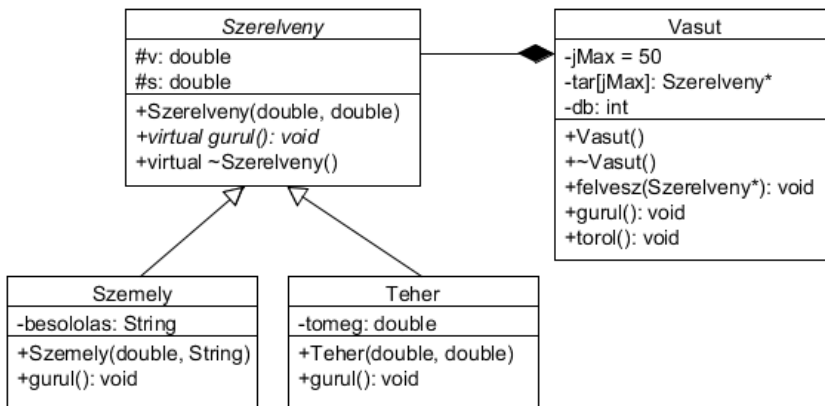 Szerelveny
#v: double
#s: double
+Szerelveny(double, double)
+virtual gurul(): void
+virtual ~Szerelveny()
Vasut
-jMax = 50
-tar[jMax]: Szerelveny*
-db: int
+Vasut()
+~Vasut()
+felvesz(Szerelveny*): void
+gurul(): void
+torol(): void
Szemely
-besololas: String
+Szemely(double, String)
+gurul(): void
Teher
-tomeg: double
+Teher(double, double)
+gurul(): void